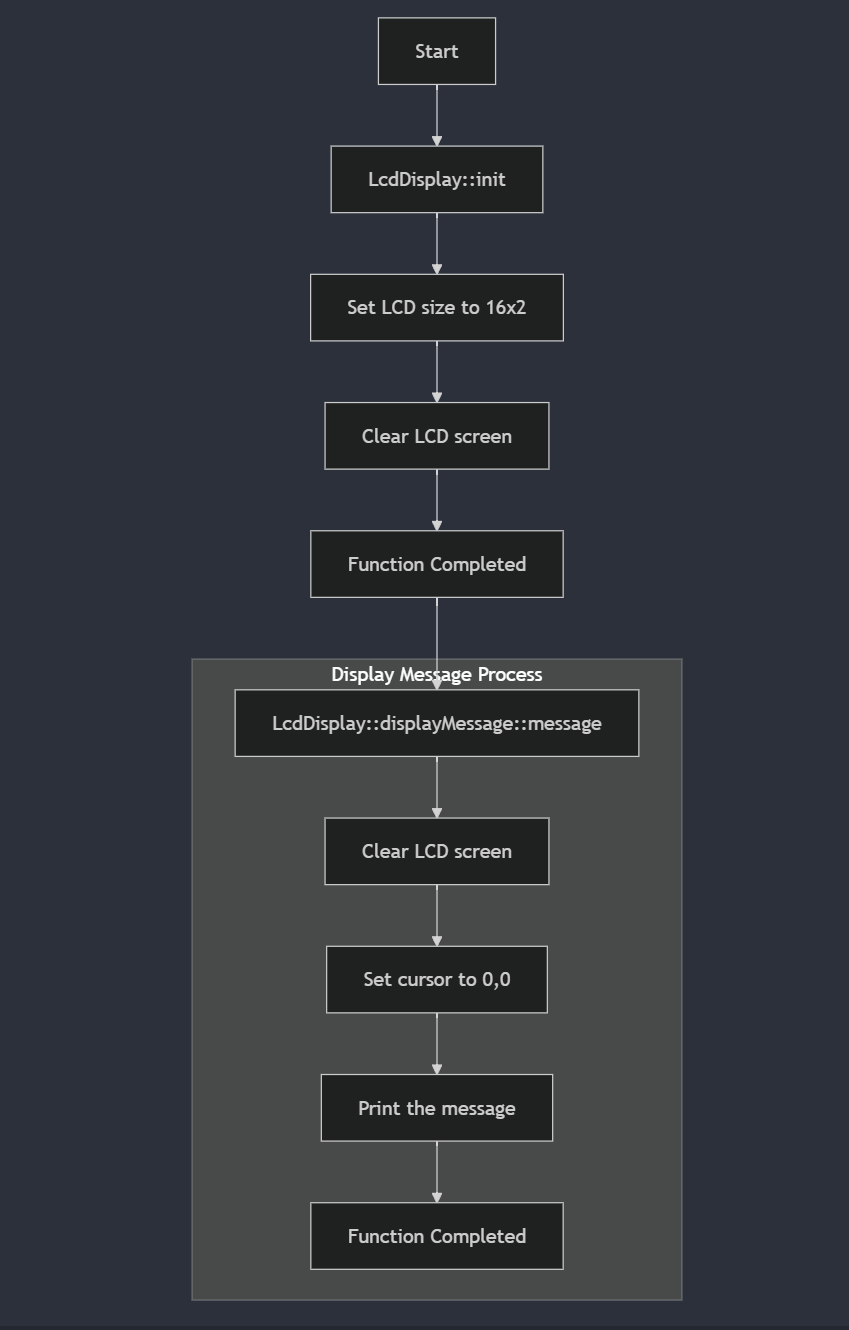 Start
LcdDisplay::init
Set LCD size to 16x2
Clear LCD screen
Function Completed
Display Message Process
LcdDisplay::displayMessage::message
Clear LCD screen
Set cursor to 0,0
Print the message
Function Completed